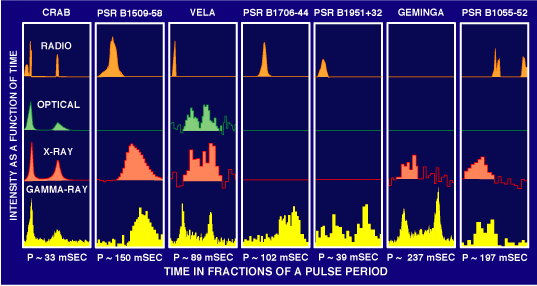 CRAB PSR B1509-58 VELA PSR B1706-44 PSR B1951+32 GEMINGA PSR B1055-52
INTENSITY AS A FUNCTION OF TIME
RADIO
OPTICAL
X-RAY
GAMMA-RAY
P ~ 33 mSEC P ~ 150 mSEC P ~ 89 mSEC P ~ 102 mSEC P ~ 39 mSEC P ~ 237 mSEC P ~ 197 mSEC
TIME IN FRACTIONS OF A PULSE PERIOD